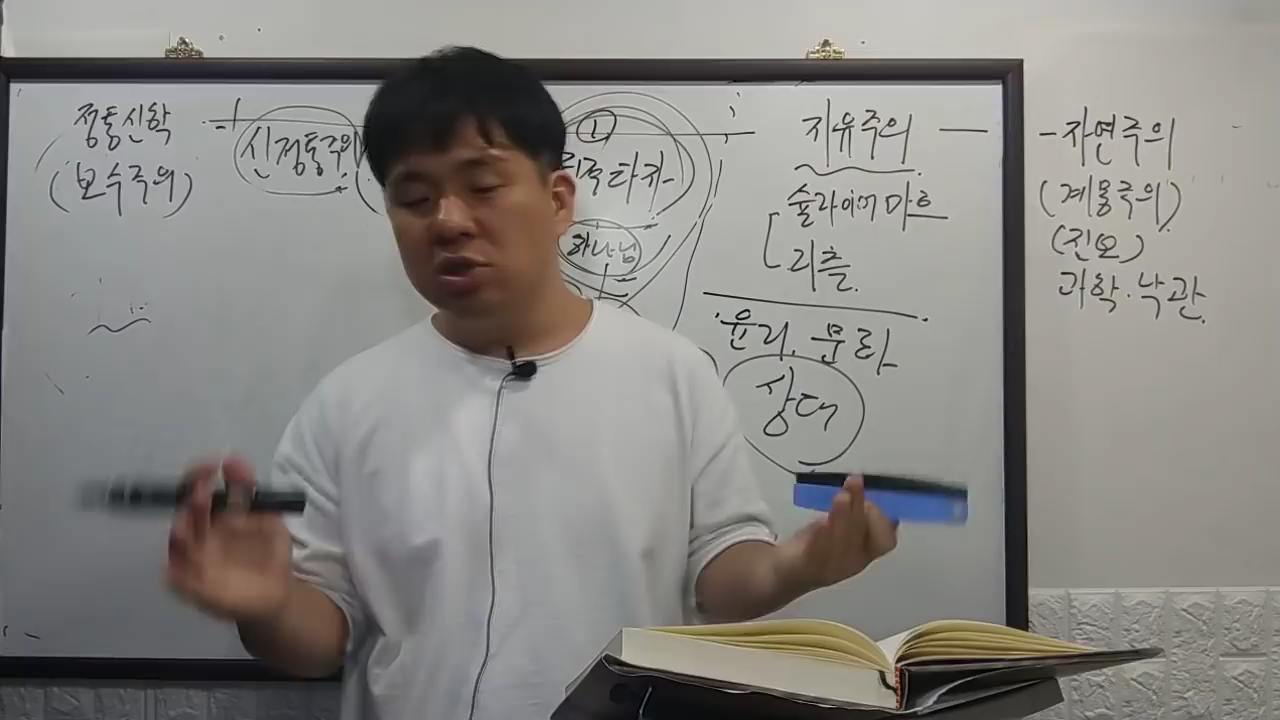 정통신학
(보수주의)
신정통주의
①
하나님
자유주의 —
슐라이어마흐
리츨.
윤리. 문화
상대
- 자연주의
(계몽주의)
(진보)
과학. 낙관.